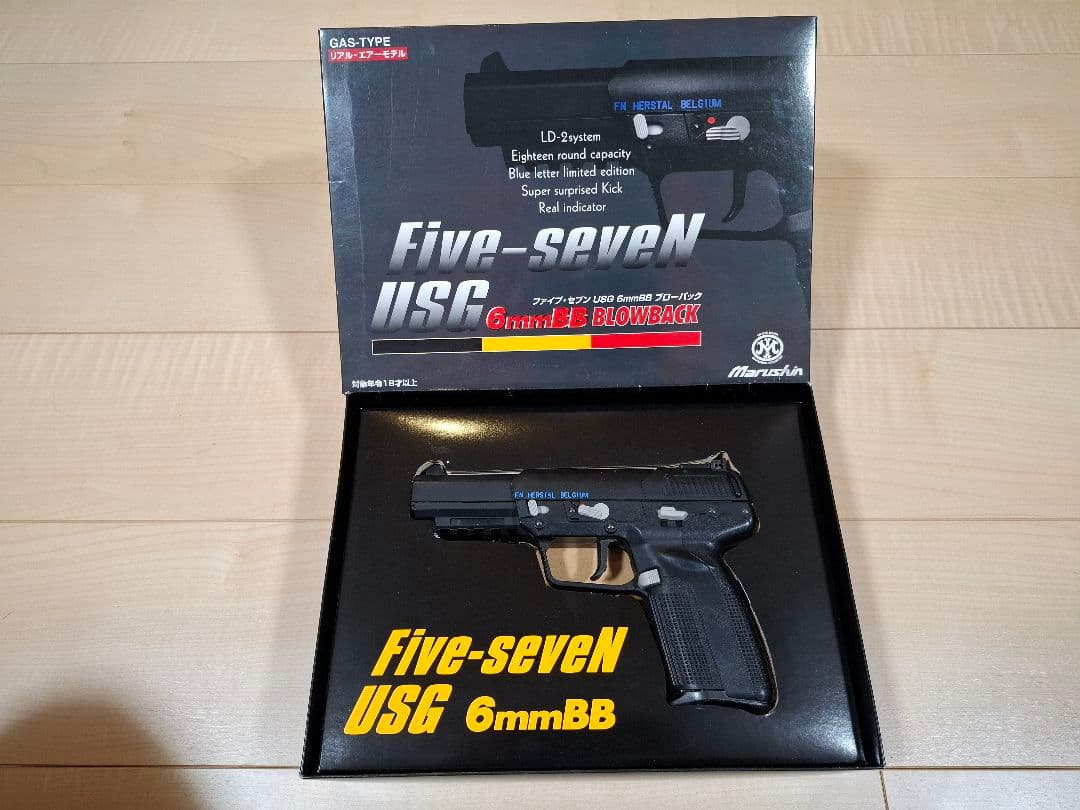 GAS-TYPE
リアル・エアーモデル
FN HERSTAL BELGIUM
LD-2system
Eighteen round capacity
Blue letter limited edition
Super surprised Kick
Real indicator
Five-seveN
ファイブ・セブン USG 6mmBB ブローバック
USG 6mmBB BLOWBACK
Marushin
対象年令18才以上
FN HERSTAL BELGIUM
Five-seveN
USG 6mmBB